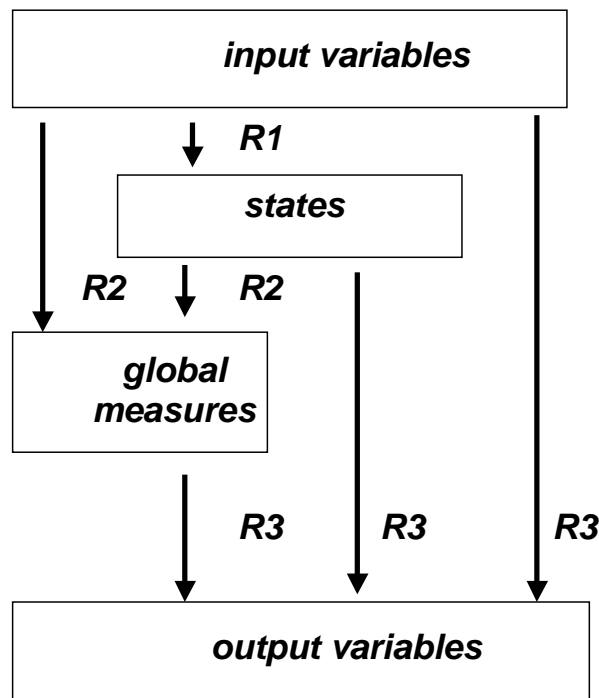 input variables
R1
states
R2 R2
global
measures
R3 R3 R3
output variables